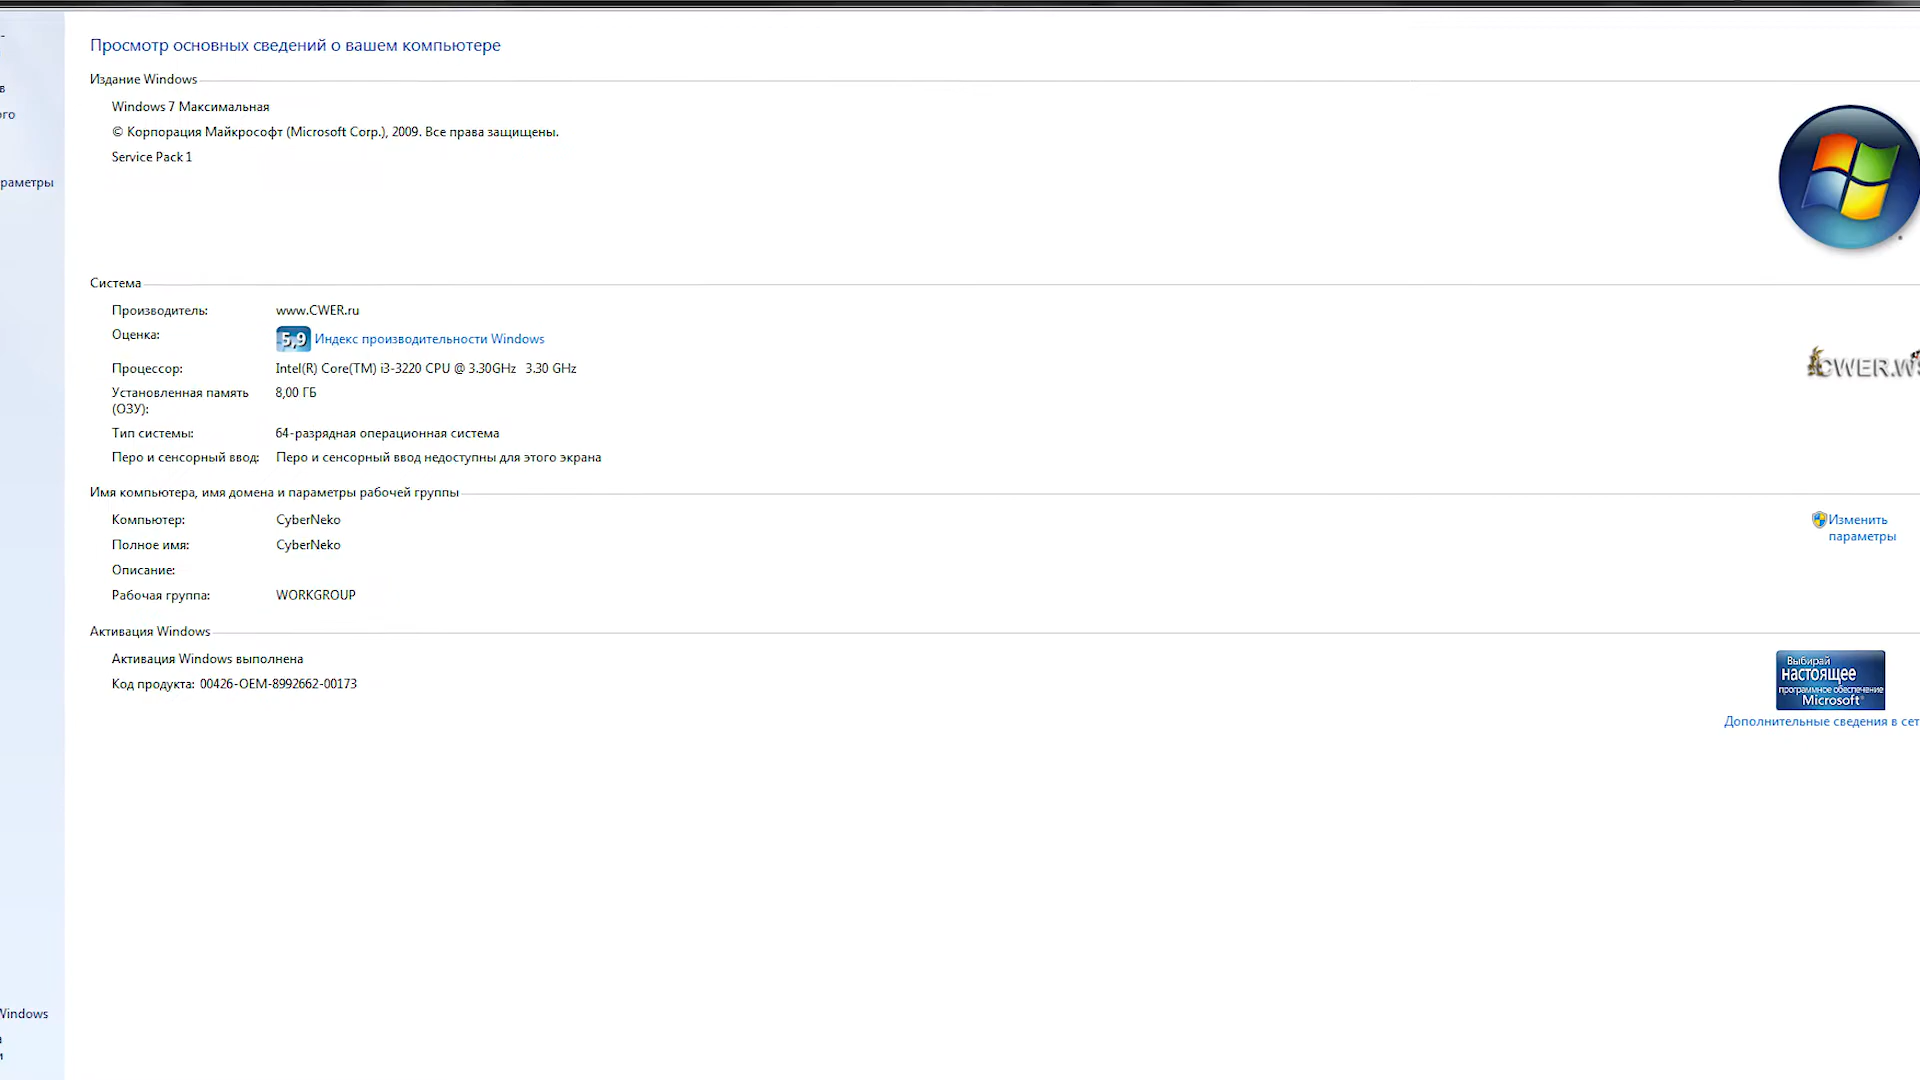 Просмотр основных сведений о вашем компьютере
Издание Windows
Windows 7 Максимальная
© Корпорация Майкрософт (Microsoft Corp.), 2009. Все права защищены.
Service Pack 1
раметры
Система
Производитель: www.CWER.ru
Оценка: 5,9 Индекс производительности Windows
Процессор: Intel(R) Core(TM) i3-3220 CPU @ 3.30GHz 3.30 GHz
Установленная память 8,00 ГБ
(ОЗУ):
Тип системы: 64-разрядная операционная система
Перо и сенсорный ввод: Перо и сенсорный ввод недоступны для этого экрана
CWER.WS
Имя компьютера, имя домена и параметры рабочей группы
Компьютер: CyberNeko
Изменить
параметры
Полное имя: CyberNeko
Описание:
Рабочая группа: WORKGROUP
Активация Windows
Активация Windows выполнена
Код продукта: 00426-OEM-8992662-00173
Выбирай
настоящее
программное обеспечение
Microsoft
Дополнительные сведения в сет
Windows